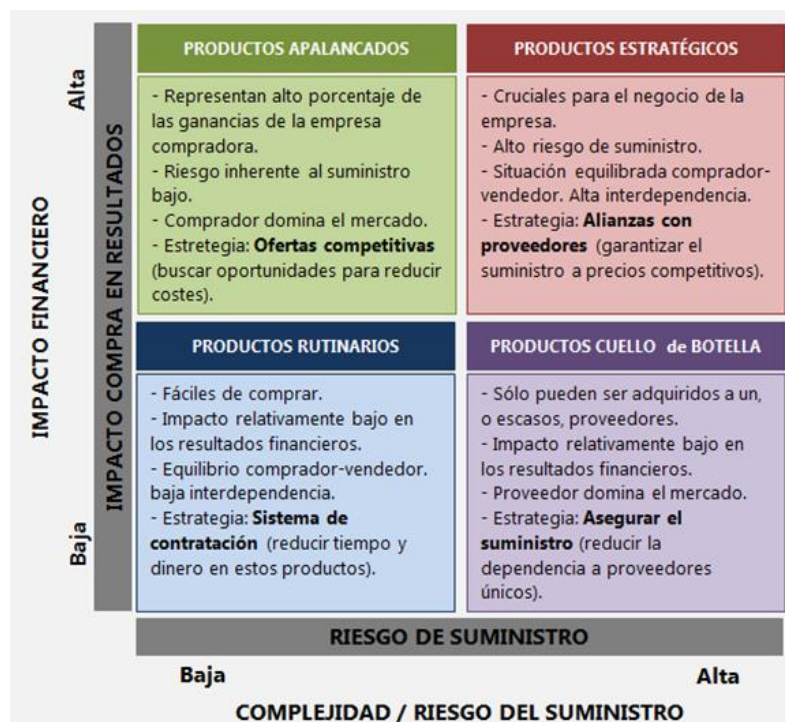 PRODUCTOS APALANCADOS
- Representan alto porcentaje de
las ganancias de la empresa
compradora.
- Riesgo inherente al suministro
bajo.
- Comprador domina el mercado.
- Estretegia: Ofertas competitivas
(buscar oportunidades para reducir
costes).
PRODUCTOS ESTRATÉGICOS
- Cruciales para el negocio de la
empresa.
- Alto riesgo de suministro.
- Situación equilibrada comprador-
vendedor. Alta interdependencia.
- Estrategia: Alianzas con
proveedores (garantizar el
suministro a precios competitivos).
PRODUCTOS RUTINARIOS
- Fáciles de comprar.
- Impacto relativamente bajo en
los resultados financieros.
- Equilibrio comprador-vendedor.
baja interdependencia.
- Estrategia: Sistema de
contratación (reducir tiempo y
dinero en estos productos).
PRODUCTOS CUELLO de BOTELLA
- Sólo pueden ser adquiridos a un,
o escasos, proveedores.
- Impacto relativamente bajo en
los resultados financieros.
- Proveedor domina el mercado.
- Estrategia: Asegurar el
suministro (reducir la
dependencia a proveedores
únicos).
IMPACTO FINANCIERO
Alta
Baja
IMPACTO COMPRA EN RESULTADOS
RIESGO DE SUMINISTRO
Baja
Alta
COMPLEJIDAD / RIESGO DEL SUMINISTRO